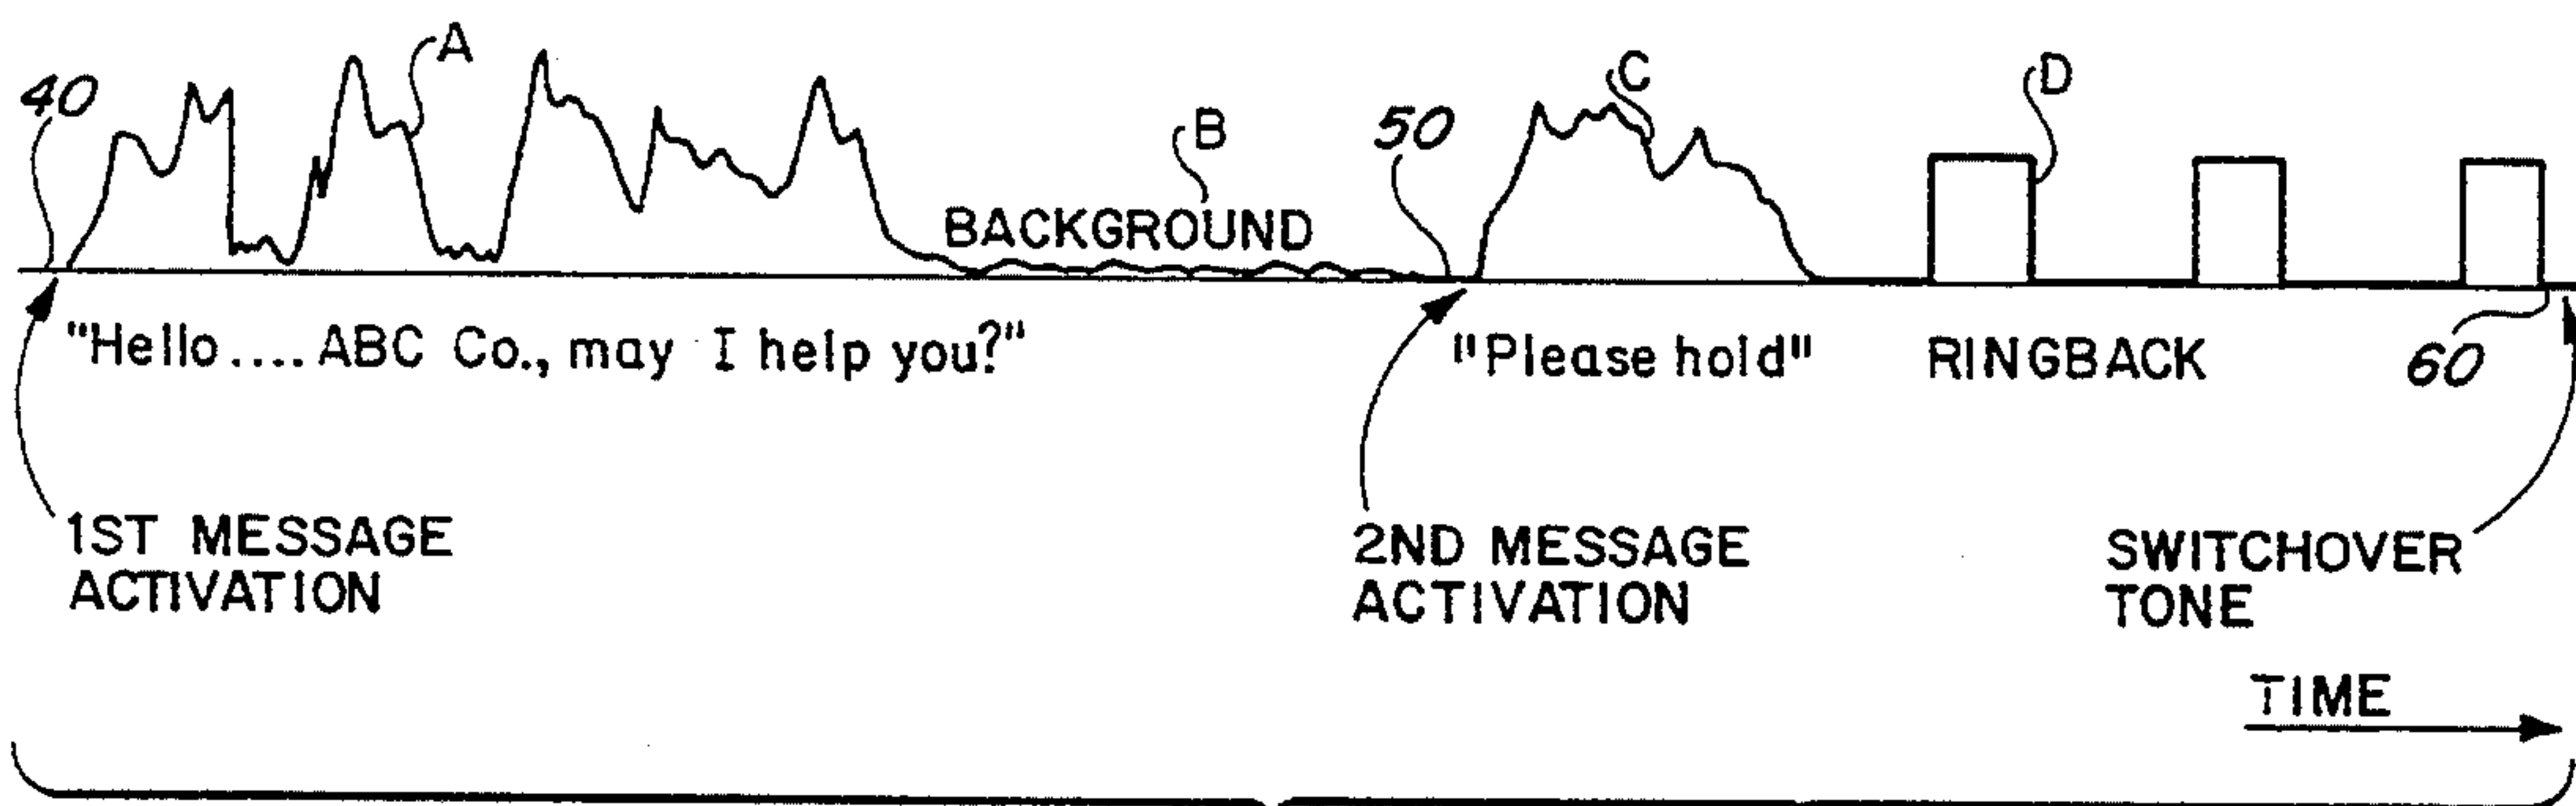 A
40
C
D
50
B
BACKGROUND
"Hello.... ABC Co., may I help you?"
"Please hold"
RINGBACK
60
1ST MESSAGE
ACTIVATION
2ND MESSAGE
ACTIVATION
SWITCHOVER
TONE
TIME